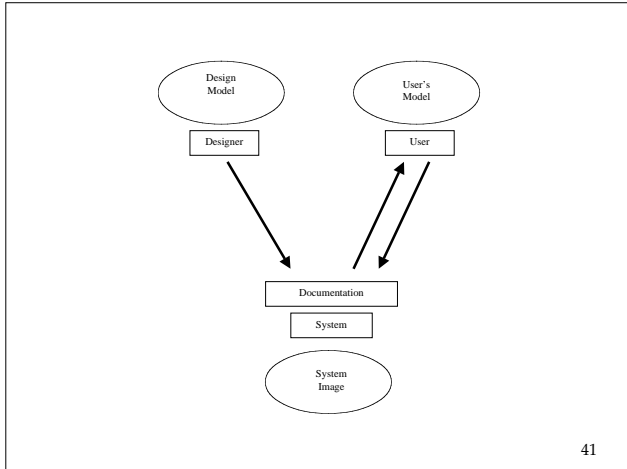 Design
Model
User's
Model
Designer
User
Documentation
System
System
Image
41